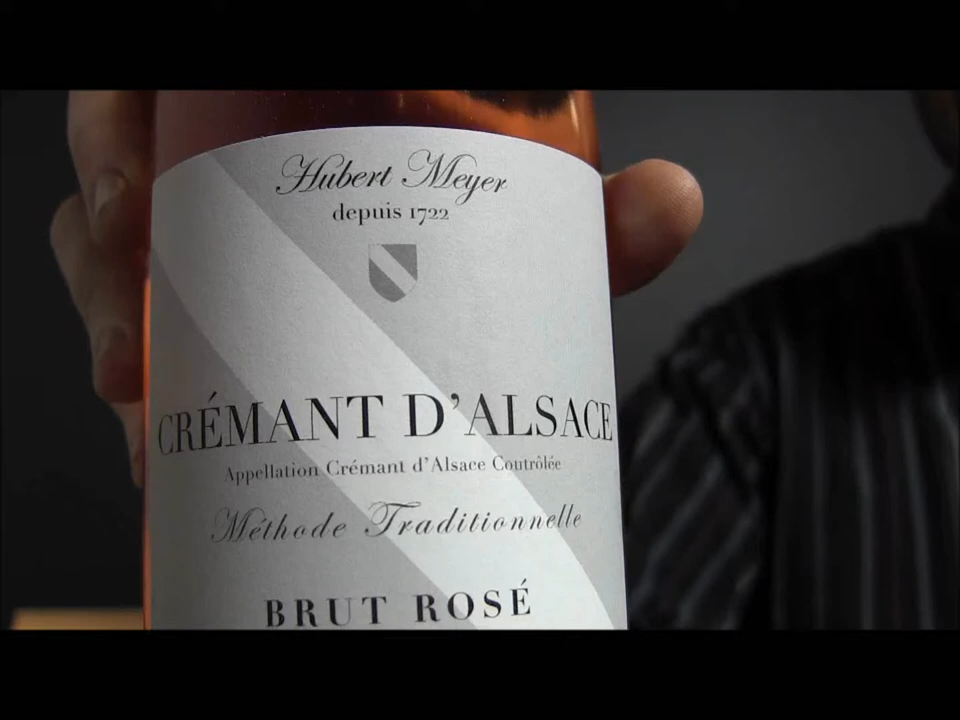 Hubert Meyer
depuis 1722
CRÉMANT D'ALSACE
Appellation Crémant d'Alsace Contrôlée
Méthode Traditionnelle
BRUT ROSÉ